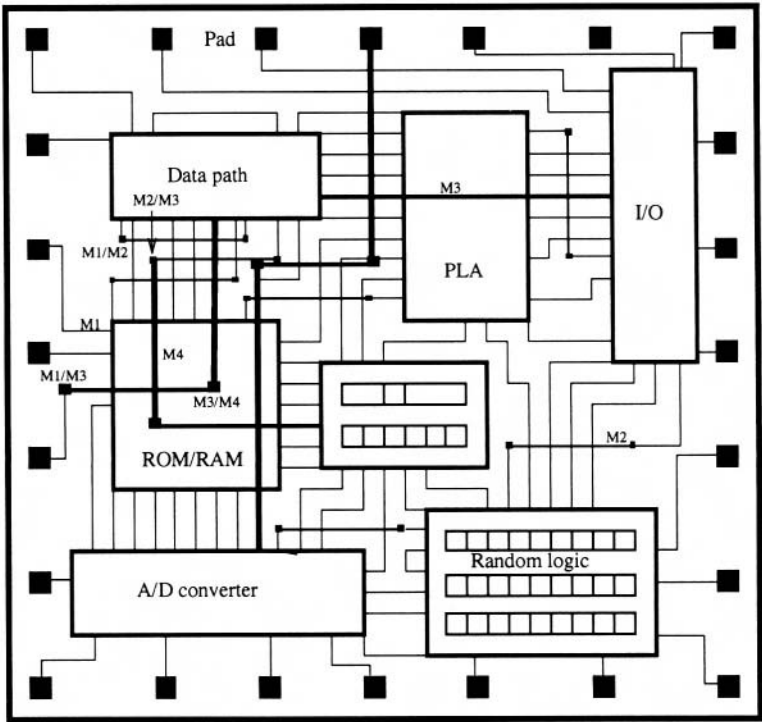 Pad
Data path
M3
M2/M3
I/O
M1/M2
PLA
M1
M4
M1/M3
M3/M4
M2
ROM/RAM
Random logic
A/D converter